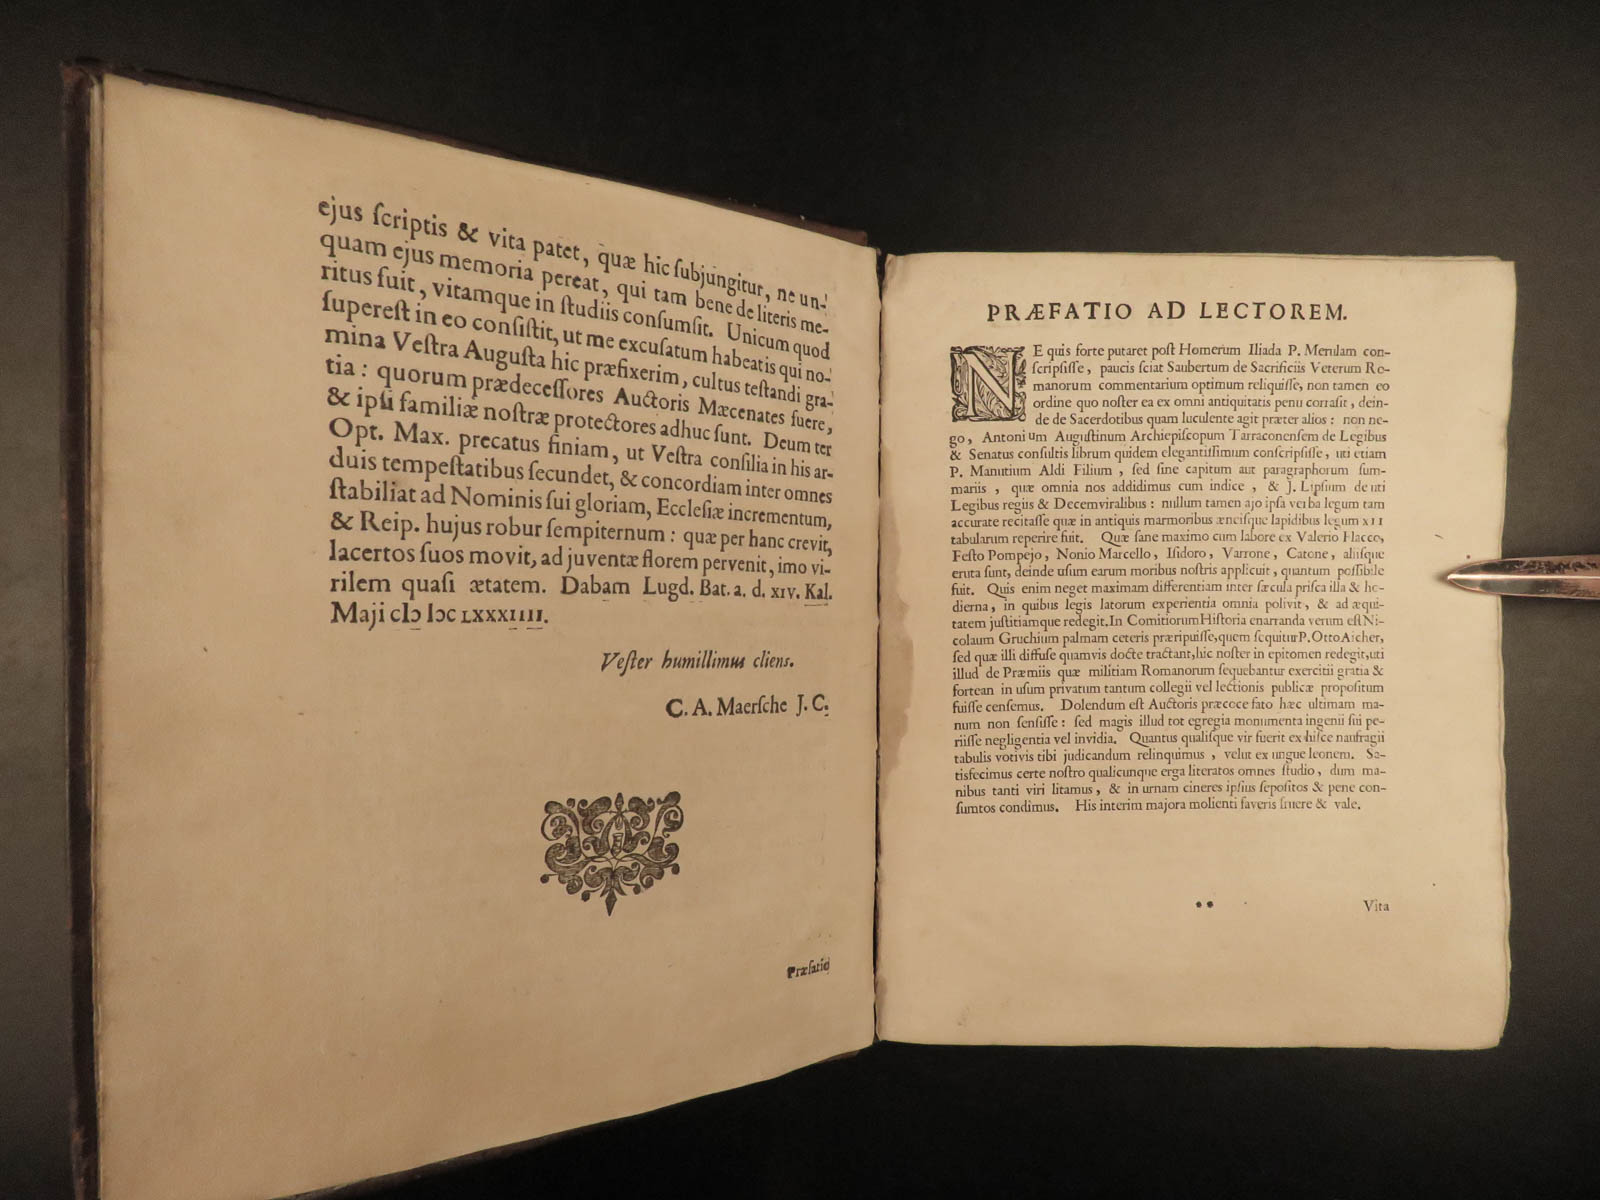 ejus ſcriptis & vita patet, quæ hic ſubjungitur, ne un-
quam ejus memoria pereat, qui tam bene de literis me-
ritus fuit, vitamque in ſtudiis conſumſit. Unicum quod
ſupereſt in eo conſiſtit, ut me excuſatum habeatis qui no-
mina Veſtra Auguſta hic præfixerim, cultus teſtandi gra-
tia: quorum prædeceſſores Auctoris Mæcenates fuere,
& ipſi familiæ noſtræ protectores adhuc ſunt. Deum ter
Opt. Max. precatus finiam, ut Veſtra conſilia in his ar-
duis tempeſtatibus ſecundet, & concordiam inter omnes
ſtabiliat ad Nominis ſui gloriam, Eccleſiæ incrementum,
& Reip. hujus robur ſempiternum: quæ per hanc crevit,
lacertos ſuos movit, ad juventæ florem pervenit, imo vi-
rilem quaſi ætatem. Dabam Lugd. Bat. a. d. XIV. Kal.
Maji cIɔ Iɔc LXXXIIII.
Veſter humillimus cliens.
C. A. Maerſche J. C.
Præfatio
PRÆFATIO AD LECTOREM.
NE quis forte putaret poſt Homerum Iliada P. Merulam con-
ſcripſiſſe, paucis ſciat Saubertum de Sacrificiis Veterum Ro-
manorum commentarium optimum reliquiſſe, non tamen eo
ordine quo noſter ea ex omni antiquitatis penu corraſit, dein-
de de Sacerdotibus quam luculente agit præter alios: non ne-
go, Antonium Auguſtinum Archiepiſcopum Tarraconenſem de Legibus
& Senatus conſultis librum quidem elegantiſſimum conſcripſiſſe, uti etiam
P. Manutium Aldi Filium, ſed ſine capitum aut paragraphorum ſum-
mariis, quæ omnia nos addidimus cum indice, & J. Lipſium de uti
Legibus regiis & Decemviralibus: nullum tamen ajo ipſa verba legum tam
accurate recitaſſe quæ in antiquis marmoribus æneiſque lapidibus legum XII
tabularum reperire fuit. Quæ ſane maximo cum labore ex Valerio Flacco,
Feſto Pompejo, Nonio Marcello, Iſidoro, Varrone, Catone, aliiſque
eruta ſunt, deinde uſum earum moribus noſtris applicuit, quantum poſſibile
fuit. Quis enim neget maximam differentiam inter ſæcula priſca illa & ho-
dierna, in quibus legis latorum experientia omnia polivit, & ad æqui-
tatem juſtitiamque redegit. In Comitiorum Hiſtoria enarranda verum eſt Ni-
colaum Gruchium palmam ceteris præripuiſſe, quem ſequitur P. Otto Aicher,
ſed quæ illi diffuſe quamvis docte tractant, hic noſter in epitomen redegit, uti
illud de Præmiis quæ militiam Romanorum ſequebantur exercitii gratia &
forſean in uſum privatum tantum collegii vel lectionis publicæ propoſitum
fuiſſe cenſemus. Dolendum eſt Auctoris præcoce fato hæc ultimam ma-
num non ſenſiſſe: ſed magis illud tot egregia monumenta ingenii ſui pe-
riiſſe negligentia vel invidia. Quantus qualiſque vir fuerit ex hiſce naufragii
tabulis votivis tibi judicandum relinquimus, velut ex ungue leonem. Sa-
tisfecimus certe noſtro qualicunque erga literatos omnes ſtudio, dum ma-
nibus tanti viri litamus, & in urnam cineres ipſius ſepoſitos & pene con-
ſumtos condimus. His interim majora molienti faveris fruere & vale.
** Vita